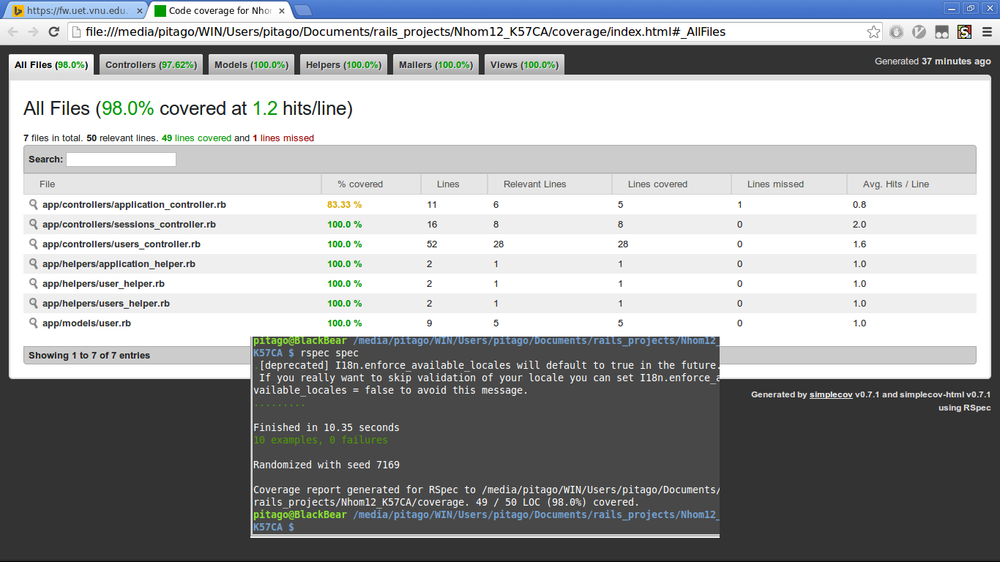 https://fw.uet.vnu.edu.
Code coverage for Nhom
file:///media/pitago/WIN/Users/pitago/Documents/rails_projects/Nhom12_K57CA/coverage/index.html#_AllFiles
All Files (98.0%) Controllers (97.62%) Models (100.0%) Helpers (100.0%) Mailers (100.0%) Views (100.0%)
Generated 37 minutes ago
All Files (98.0% covered at 1.2 hits/line)
7 files in total. 50 relevant lines. 49 lines covered and 1 lines missed
Search:
File % covered Lines Relevant Lines Lines covered Lines missed Avg. Hits / Line
app/controllers/application_controller.rb 83.33 % 11 6 5 1 0.8
app/controllers/sessions_controller.rb 100.0 % 16 8 8 0 2.0
app/controllers/users_controller.rb 100.0 % 52 28 28 0 1.6
app/helpers/application_helper.rb 100.0 % 2 1 1 0 1.0
app/helpers/user_helper.rb 100.0 % 2 1 1 0 1.0
app/helpers/users_helper.rb 100.0 % 2 1 1 0 1.0
app/models/user.rb 100.0 % 9 5 5 0 1.0
Showing 1 to 7 of 7 entries
pitago@BlackBear /media/pitago/WIN/Users/pitago/Documents/rails_projects/Nhom12_
K57CA $ rspec spec
.[deprecated] I18n.enforce_available_locales will default to true in the future.
If you really want to skip validation of your locale you can set I18n.enforce_a
vailable_locales = false to avoid this message.
.........
Finished in 10.35 seconds
10 examples, 0 failures
Randomized with seed 7169
Coverage report generated for RSpec to /media/pitago/WIN/Users/pitago/Documents/
rails_projects/Nhom12_K57CA/coverage. 49 / 50 LOC (98.0%) covered.
pitago@BlackBear /media/pitago/WIN/Users/pitago/Documents/rails_projects/Nhom12_
K57CA $
Generated by simplecov v0.7.1 and simplecov-html v0.7.1
using RSpec